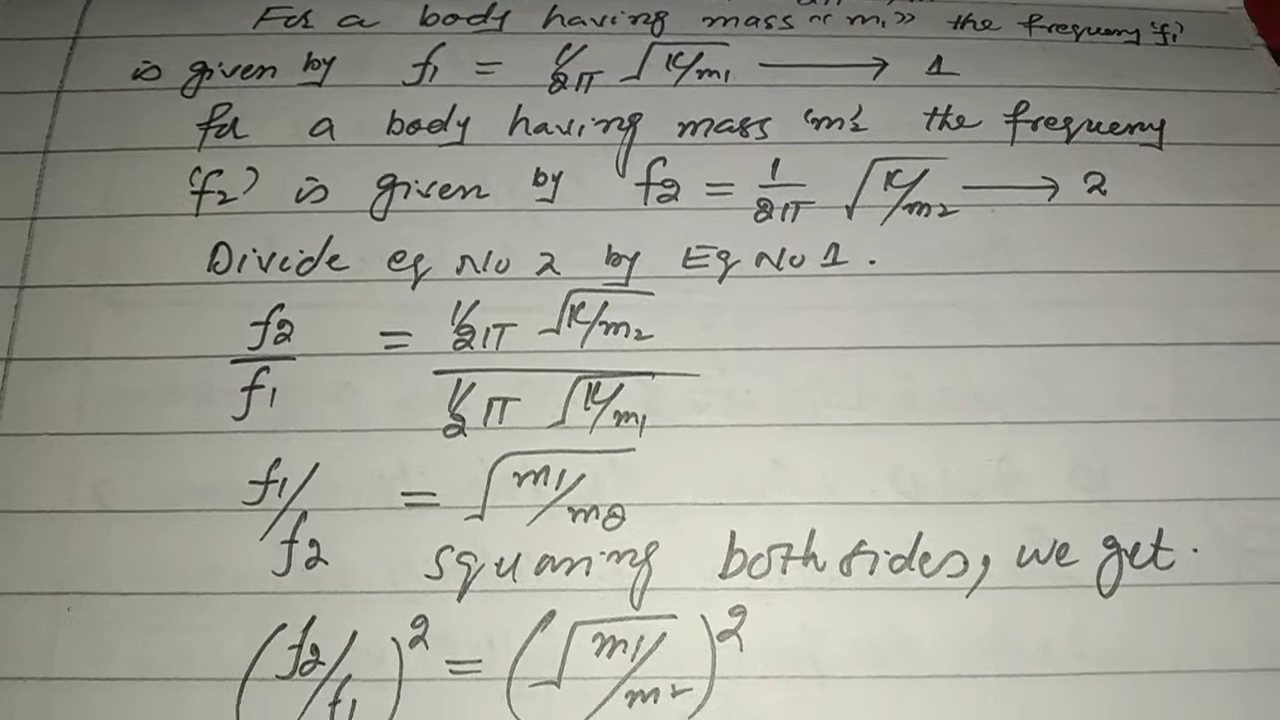 For a body having mass "m₁" the frequency 'f₁'
is given by f₁ = 1/2π √K/m₁ ⟶ 1
for a body having mass 'm₂' the frequency
'f₂' is given by f₂ = 1/2π √K/m₂ ⟶ 2
Divide eq No 2 by Eq No 1.
f₂/f₁ = (1/2π √K/m₂)/(1/2π √K/m₁)
f₁/f₂ = √m₁/m₂
squaring both sides, we get.
(f₂/f₁)² = (√m₁/m₂)²